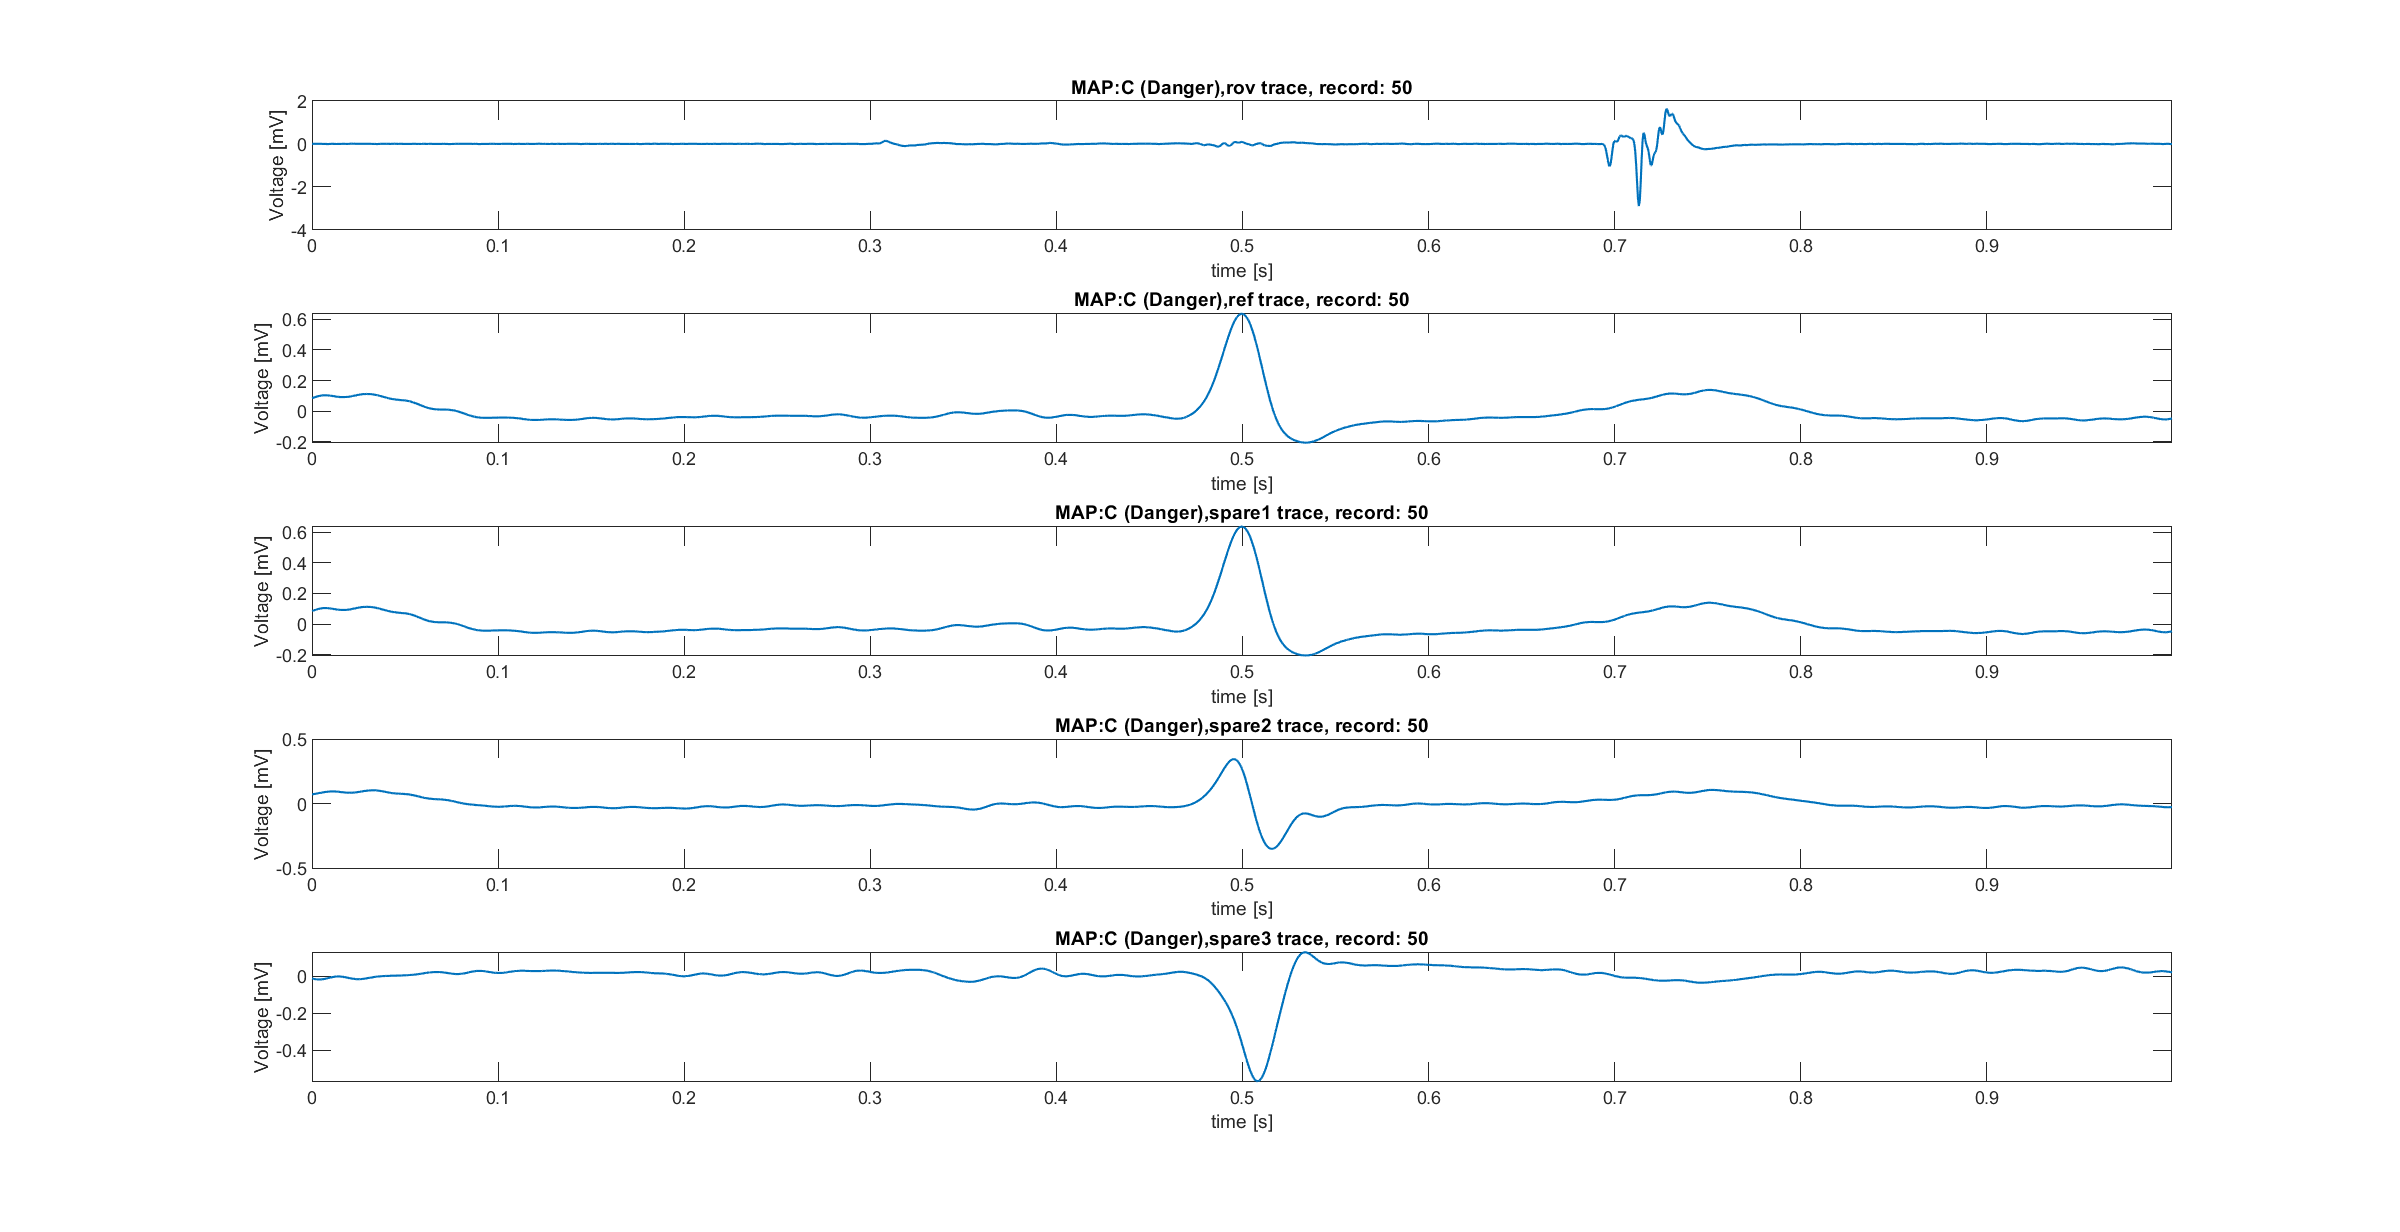 MAP:C (Danger),rov trace, record: 50
Voltage [mV]
2
0
-2
-4
0 0.1 0.2 0.3 0.4 0.5 0.6 0.7 0.8 0.9
time [s]
MAP:C (Danger),ref trace, record: 50
Voltage [mV]
0.6
0.4
0.2
0
-0.2
0 0.1 0.2 0.3 0.4 0.5 0.6 0.7 0.8 0.9
time [s]
MAP:C (Danger),spare1 trace, record: 50
Voltage [mV]
0.6
0.4
0.2
0
-0.2
0 0.1 0.2 0.3 0.4 0.5 0.6 0.7 0.8 0.9
time [s]
MAP:C (Danger),spare2 trace, record: 50
Voltage [mV]
0.5
0
-0.5
0 0.1 0.2 0.3 0.4 0.5 0.6 0.7 0.8 0.9
time [s]
MAP:C (Danger),spare3 trace, record: 50
Voltage [mV]
0
-0.2
-0.4
0 0.1 0.2 0.3 0.4 0.5 0.6 0.7 0.8 0.9
time [s]